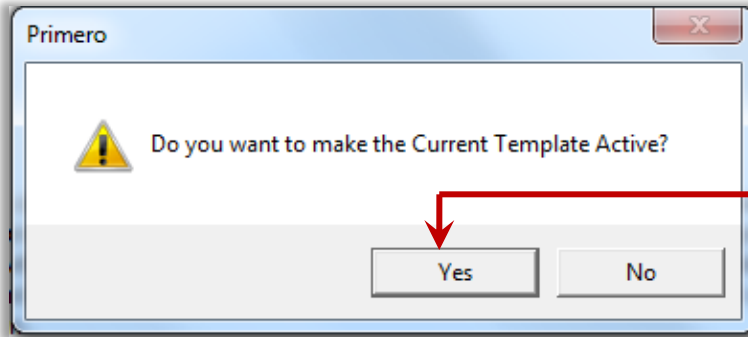 Primero
Do you want to make the Current Template Active?
Yes
No